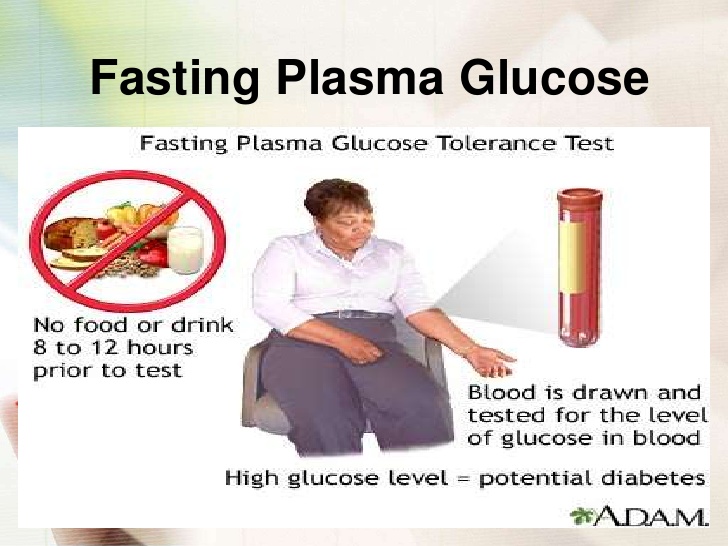 Fasting Plasma Glucose
Fasting Plasma Glucose Tolerance Test
No food or drink
8 to 12 hours
prior to test
Blood is drawn and
tested for the level
of glucose in blood
High glucose level = potential diabetes
A.D.A.M.